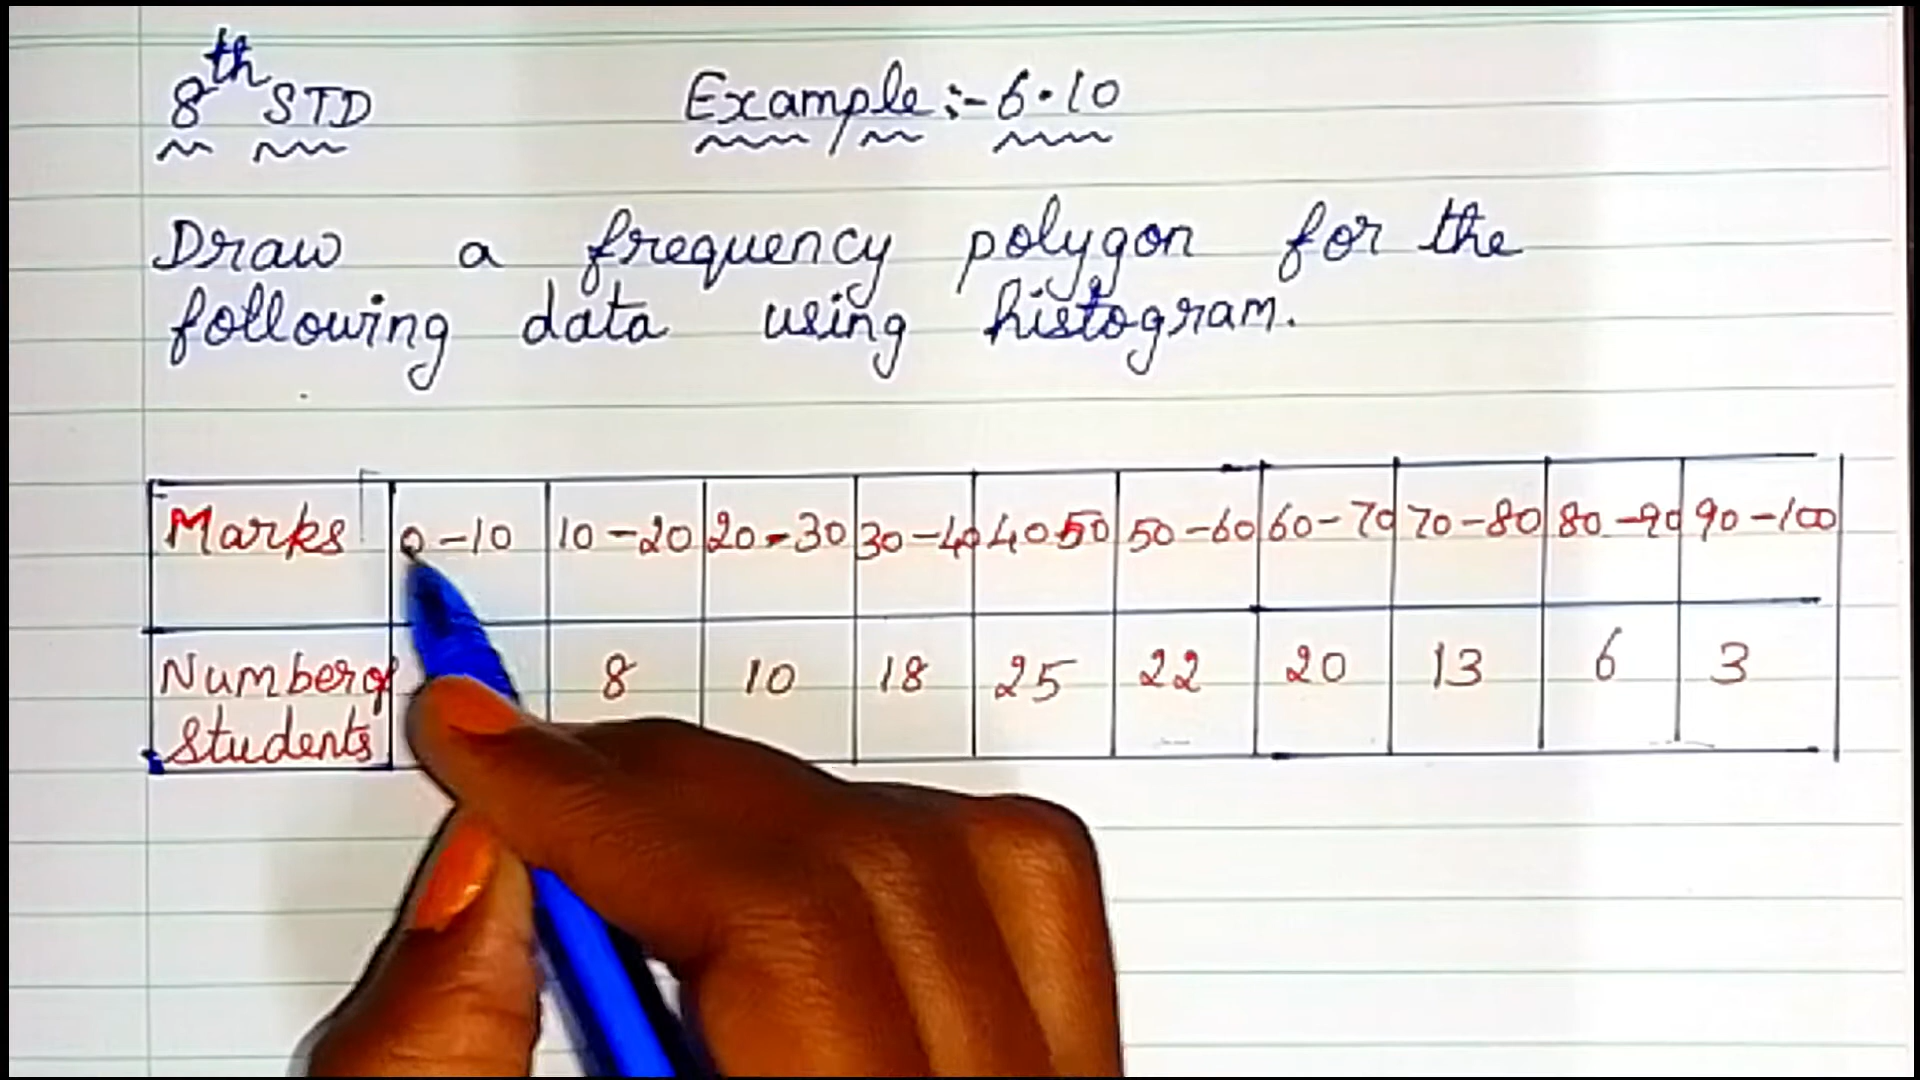 8th STD Example:- 6.10
Draw a frequency polygon for the
following data using histogram.
Marks 0-10 10-20 20-30 30-40 40 50 50-60 60-70 70-80 80-90 90-100
Number of 8 10 18 25 22 20 13 6 3
students